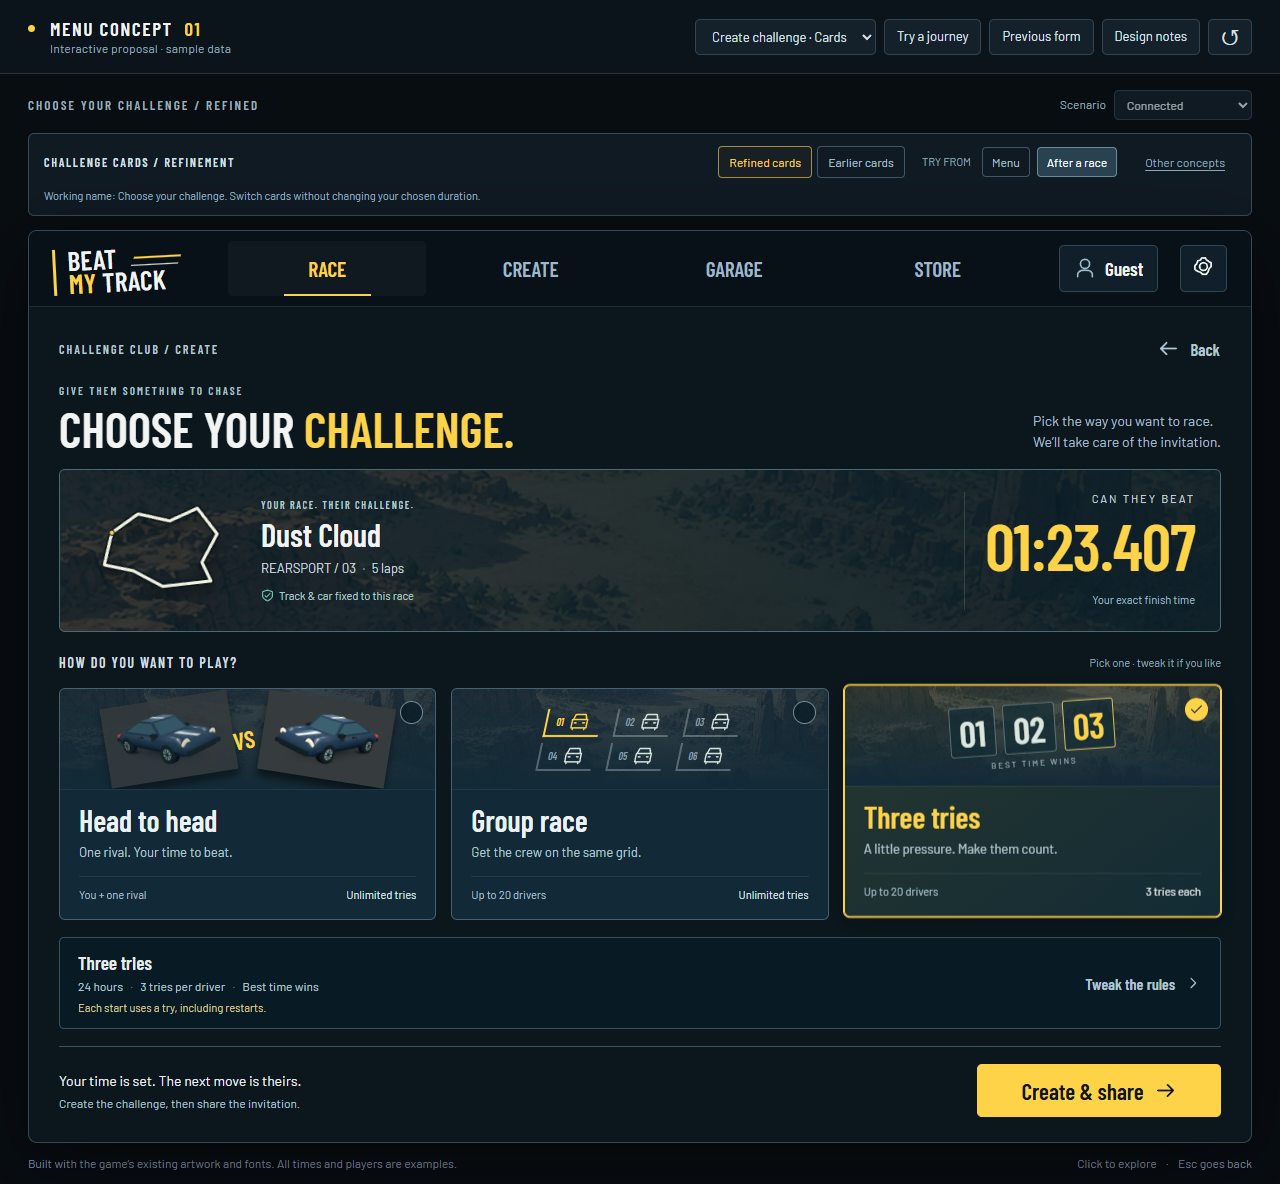 MENU CONCEPT 01
Interactive proposal · sample data
Create challenge · Cards
Try a journey
Previous form
Design notes
CHOOSE YOUR CHALLENGE / REFINED
Scenario
Connected
CHALLENGE CARDS / REFINEMENT
Refined cards
Earlier cards
TRY FROM
Menu
After a race
Other concepts
Working name: Choose your challenge. Switch cards without changing your chosen duration.
BEAT
MY TRACK
RACE
CREATE
GARAGE
STORE
Guest
CHALLENGE CLUB / CREATE
Back
GIVE THEM SOMETHING TO CHASE
CHOOSE YOUR CHALLENGE.
Pick the way you want to race.
We'll take care of the invitation.
YOUR RACE. THEIR CHALLENGE.
Dust Cloud
REARSPORT / 03 · 5 laps
Track & car fixed to this race
CAN THEY BEAT
01:23.407
Your exact finish time
HOW DO YOU WANT TO PLAY?
Pick one · tweak it if you like
VS
Head to head
One rival. Your time to beat.
You + one rival
Unlimited tries
01 02 03
04 05 06
Group race
Get the crew on the same grid.
Up to 20 drivers
Unlimited tries
01 02 03
BEST TIME WINS
Three tries
A little pressure. Make them count.
Up to 20 drivers
3 tries each
Three tries
24 hours · 3 tries per driver · Best time wins
Each start uses a try, including restarts.
Tweak the rules
Your time is set. The next move is theirs.
Create the challenge, then share the invitation.
Create & share
Built with the game's existing artwork and fonts. All times and players are examples.
Click to explore · Esc goes back